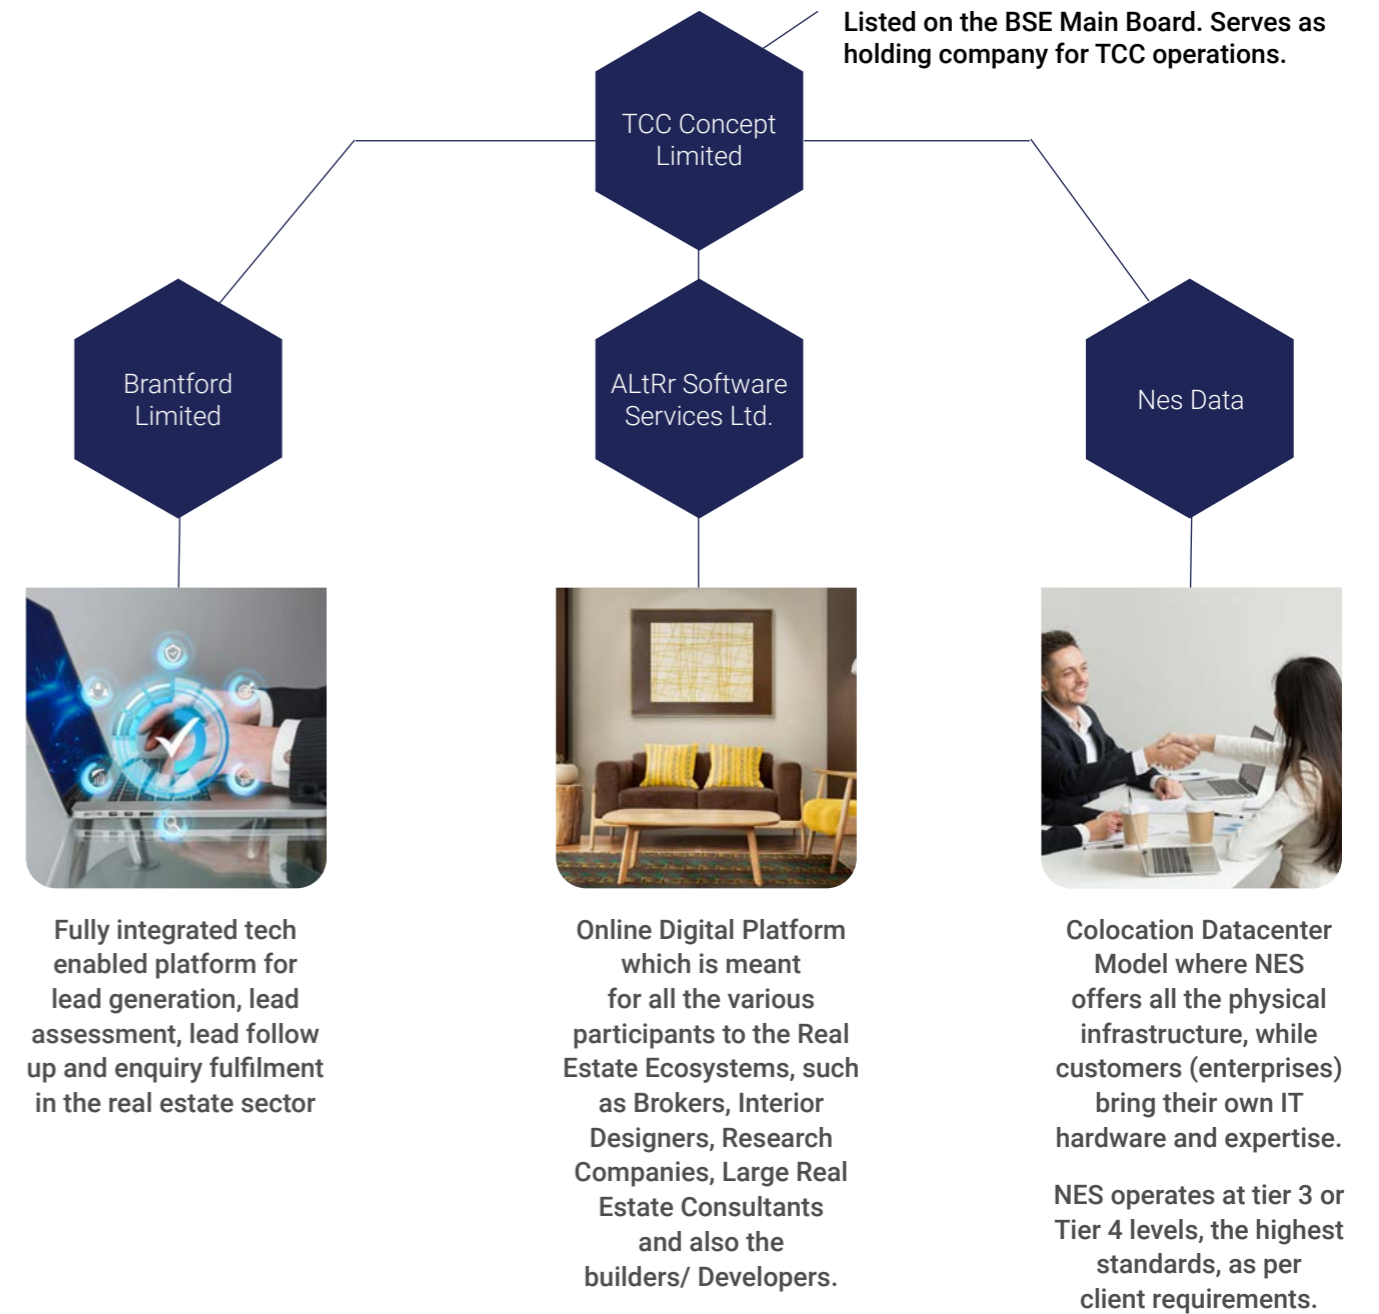 Listed on the BSE Main Board. Serves as
holding company for TCC operations.
TCC Concept
Limited
Brantford
Limited
ALtRr Software
Services Ltd.
Nes Data
Fully integrated tech
enabled platform for
lead generation, lead
assessment, lead follow
up and enquiry fulfilment
in the real estate sector
Online Digital Platform
which is meant
for all the various
participants to the Real
Estate Ecosystems, such
as Brokers, Interior
Designers, Research
Companies, Large Real
Estate Consultants
and also the
builders/ Developers.
Colocation Datacenter
Model where NES
offers all the physical
infrastructure, while
customers (enterprises)
bring their own IT
hardware and expertise.
NES operates at tier 3 or
Tier 4 levels, the highest
standards, as per
client requirements.